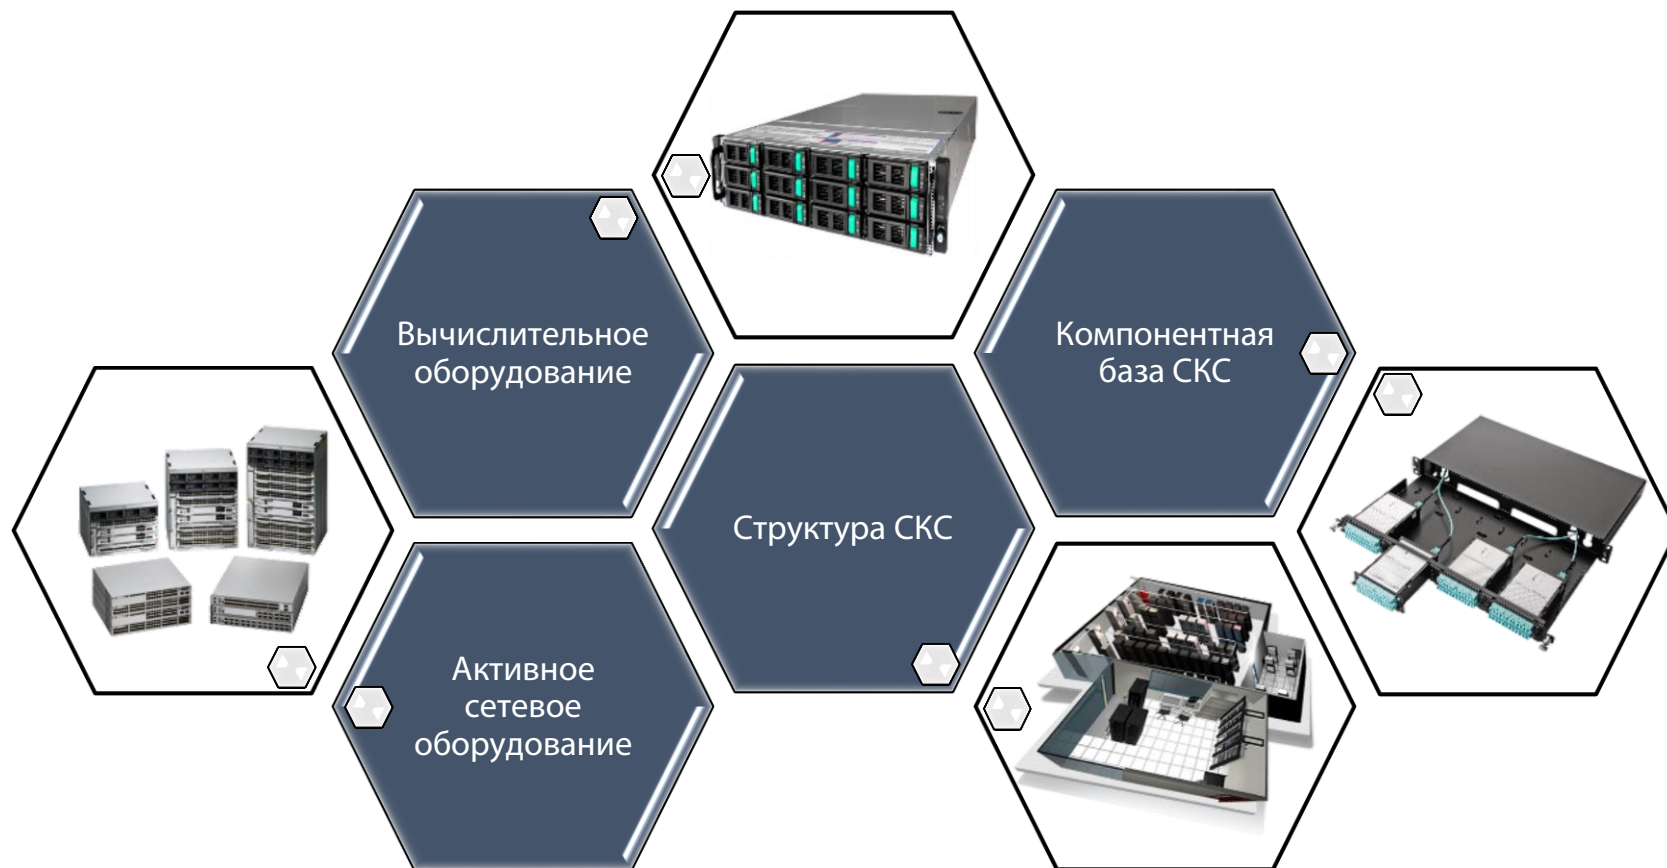 Вычислительное
оборудование
Компонентная
база СКС
Структура СКС
Активное
сетевое
оборудование